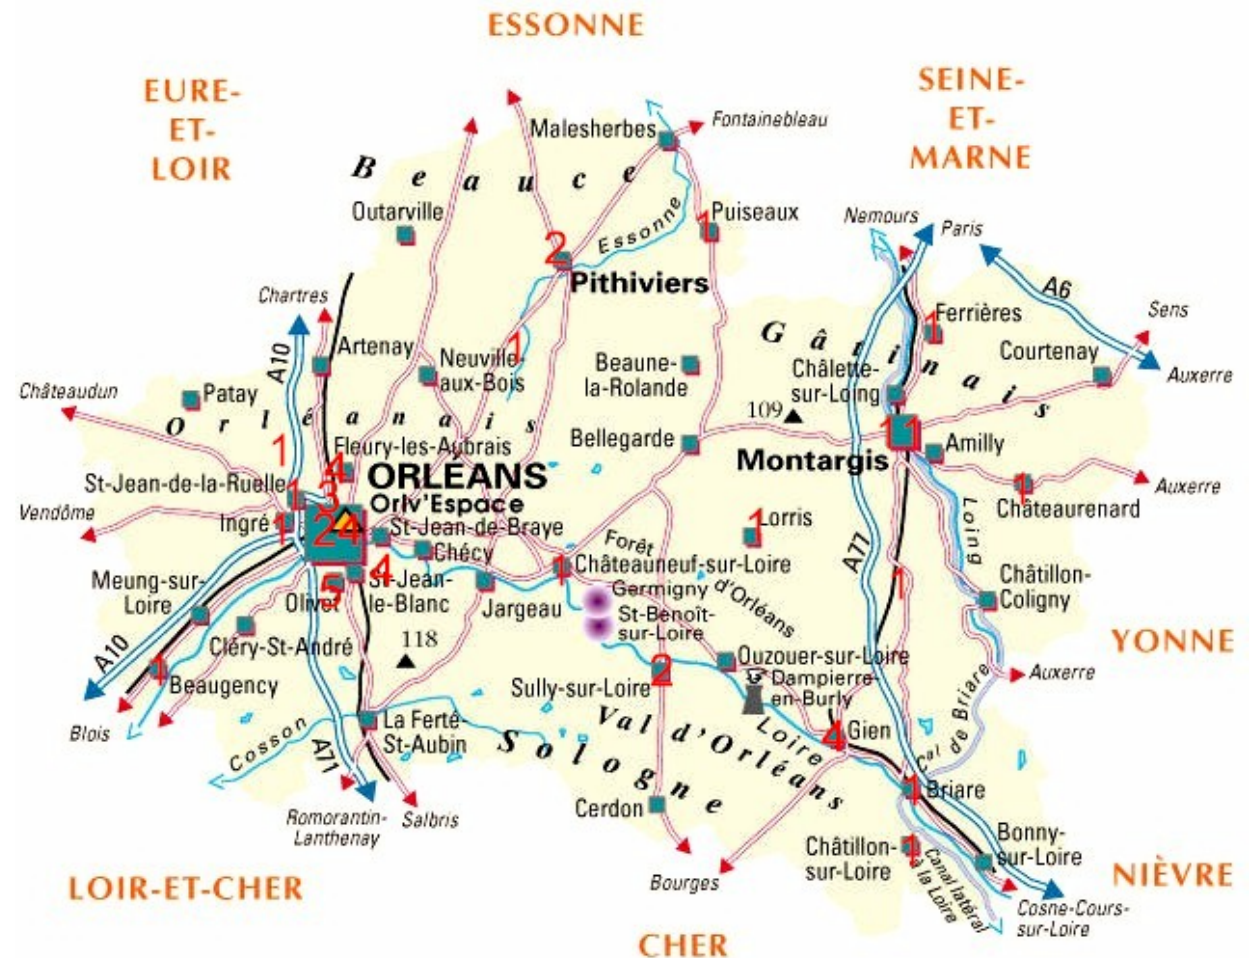 ESSONNE
EURE-
ET-
LOIR
SEINE-
ET-
MARNE
Malesherbes
Fontainebleau
Beauce
Outarville
Essonne
1
Puiseaux
Nemours
Paris
2
Pithiviers
A6
Chartres
Sens
Gâtinais
1
Ferrières
A10
Artenay
1
Neuville-
aux-Bois
Beaune-
la-Rolande
Châlette-
sur-Loing
Courtenay
Auxerre
Châteaudun
Patay
Orléanais
109
1
Fleury-les-Aubrais
4
Bellegarde
11
Amilly
Montargis
ORLÉANS
Orlv'Espace
St-Jean-de-la-Ruelle
1
3
1
Châteaurenard
Auxerre
Vendôme
Ingré
1
24
St-Jean-de-Braye
Chécy
1
Lorris
Loing
Forêt
d'Orléans
1
Châteauneuf-sur-Loire
A77
Meung-sur-
Loire
5
Olivet
4
St-Jean-
le-Blanc
Jargeau
Germigny
St-Benoît-
sur-Loire
1
Châtillon-
Coligny
YONNE
A10
Cléry-St-André
118
1
Beaugency
Sully-sur-Loire
2
Ouzouer-sur-Loire
Dampierre-
en-Burly
Auxerre
Blois
Cosson
A71
La Ferté-
St-Aubin
Sologne
Val d'Orléans
Loire
4
Gien
Cal de Briare
1
Briare
Romorantin-
Lanthenay
Salbris
Cerdon
Châtillon-
sur-Loire
1
Canal latéral
à la Loire
Bonny-
sur-Loire
Bourges
LOIR-ET-CHER
NIÈVRE
Cosne-Cours-
sur-Loire
CHER